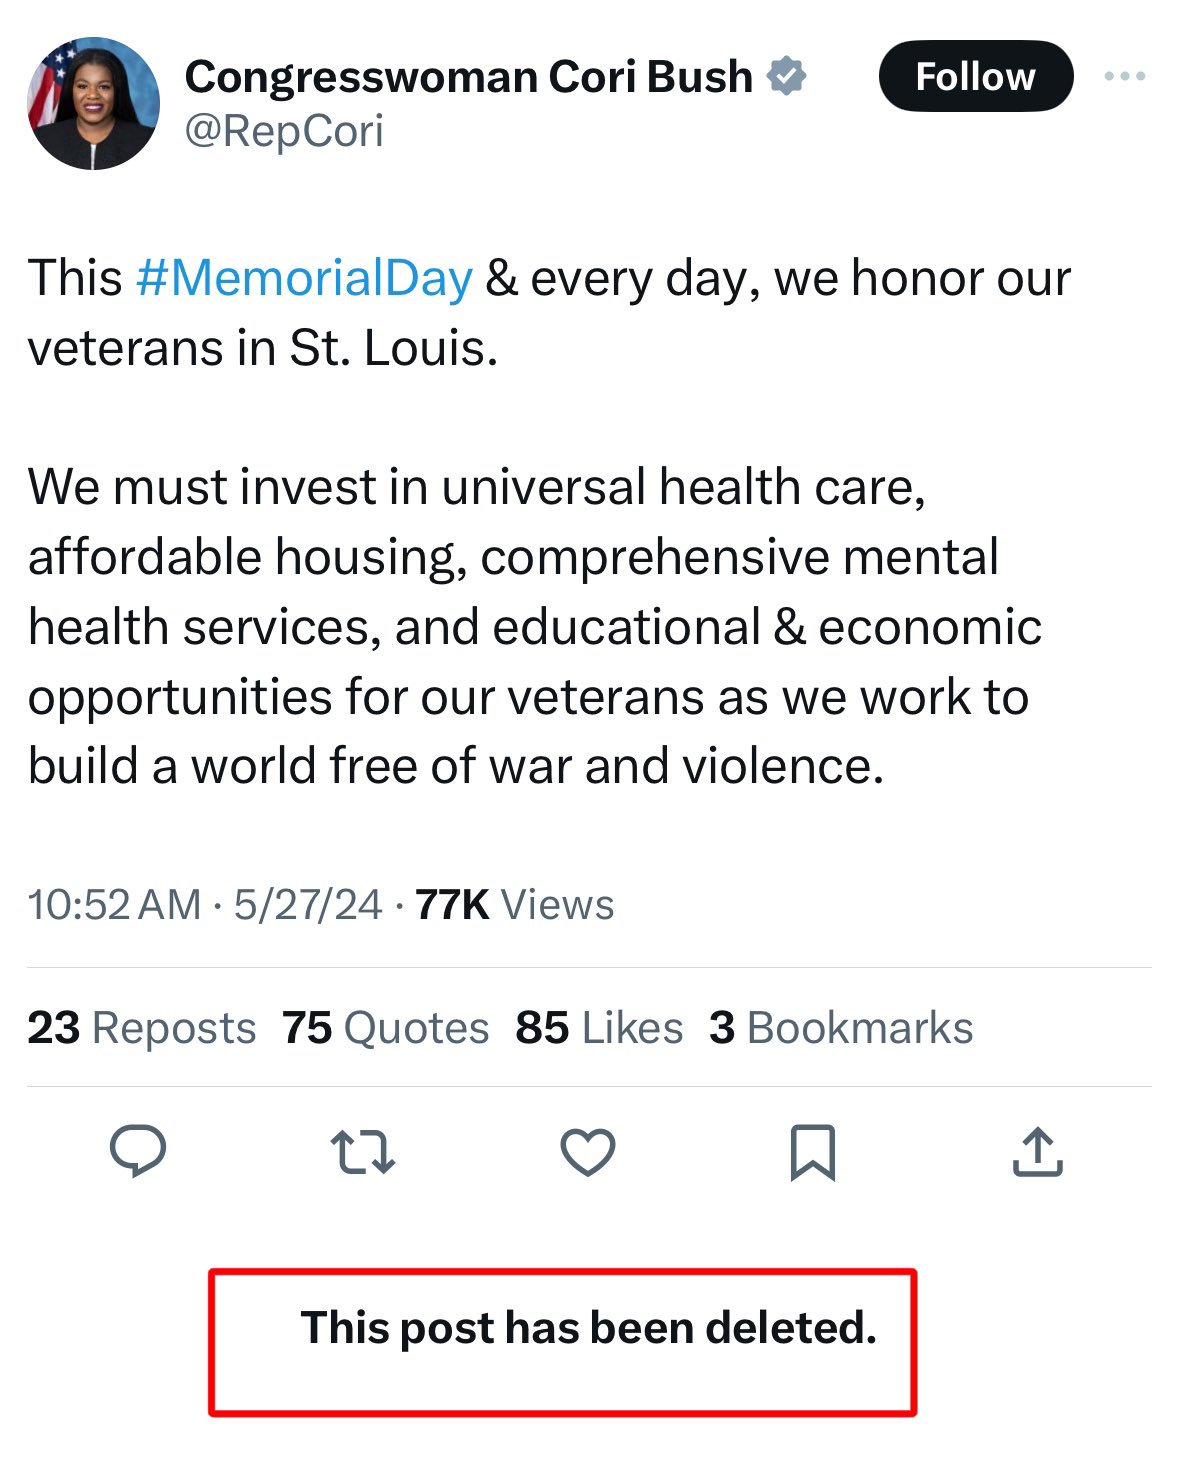 Congresswoman Cori Bush
Follow
@RepCori
This #MemorialDay & every day, we honor our
veterans in St. Louis.
We must invest in universal health care,
affordable housing, comprehensive mental
health services, and educational & economic
opportunities for our veterans as we work to
build a world free of war and violence.
10:52 AM · 5/27/24 · 77K Views
23 Reposts 75 Quotes 85 Likes 3 Bookmarks
This post has been deleted.